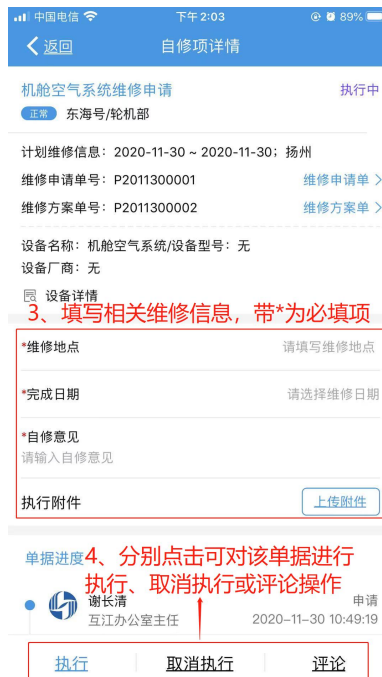 中国电信 下午2:03 89%
返回 自修项详情
机舱空气系统维修申请 执行中
正常 东海号/轮机部
计划维修信息：2020-11-30 ~ 2020-11-30；扬州
维修申请单号：P2011300001 维修申请单 >
维修方案单号：P2011300002 维修方案单 >
设备名称：机舱空气系统/设备型号：无
设备厂商：无
设备详情
3、填写相关维修信息，带*为必填项
*维修地点 请填写维修地点
*完成日期 请选择维修日期
*自修意见
请输入自修意见
执行附件 上传附件
单据进度
4、分别点击可对该单据进行
执行、取消执行或评论操作
谢长清 申请
互江办公室主任 2020-11-30 10:49:19
执行 取消执行 评论